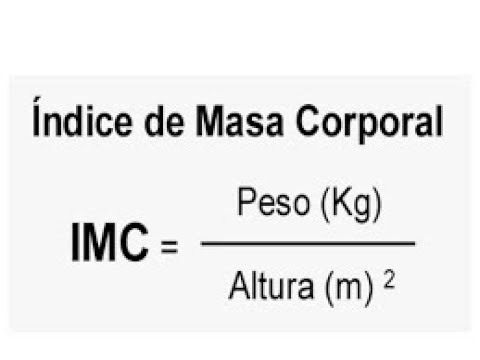 Índice de Masa Corporal
IMC = Peso (Kg)
Altura (m) ²